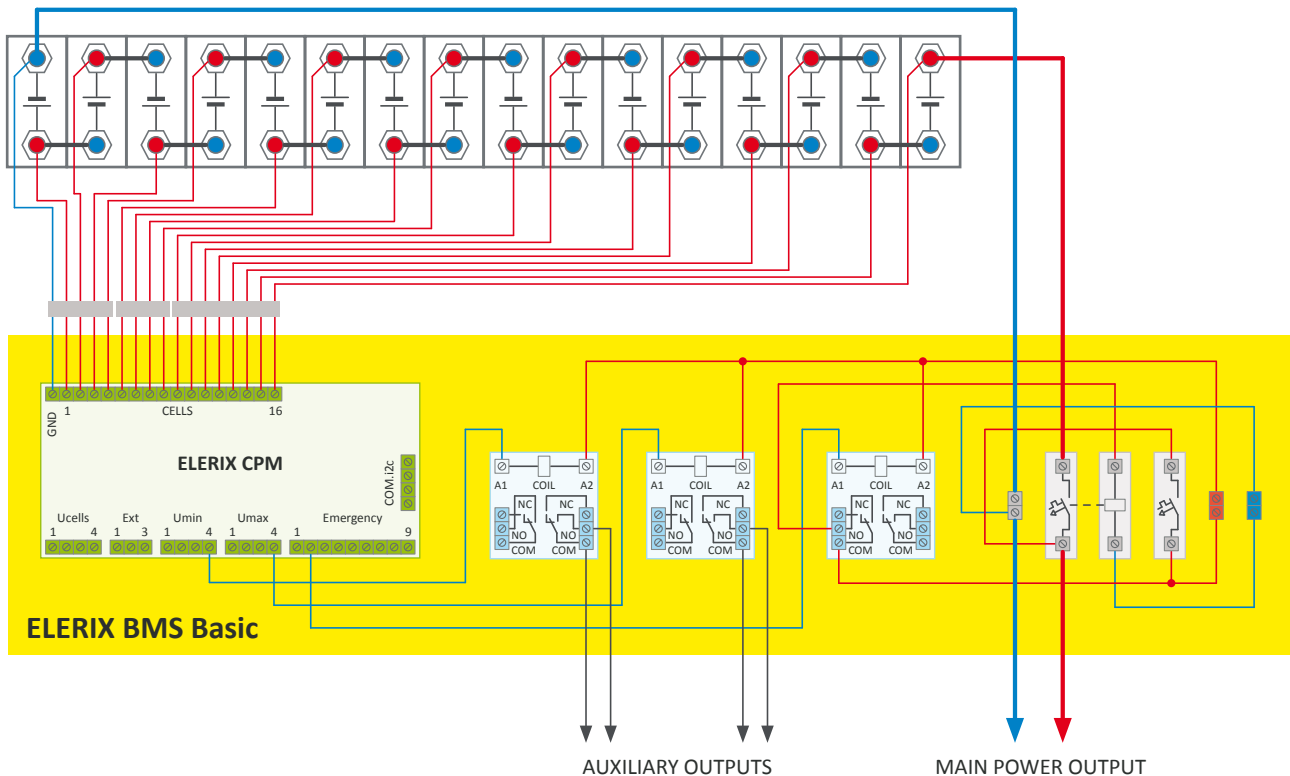 GND 1 CELLS 16
ELERIX CPM
COM.i2c
Ucells Ext Umin Umax Emergency
1 4 1 3 1 4 1 4 1 9
A1 COIL A2
NC NC
NO NO
COM COM
A1 COIL A2
NC NC
NO NO
COM COM
A1 COIL A2
NC NC
NO NO
COM COM
ELERIX BMS Basic
AUXILIARY OUTPUTS
MAIN POWER OUTPUT